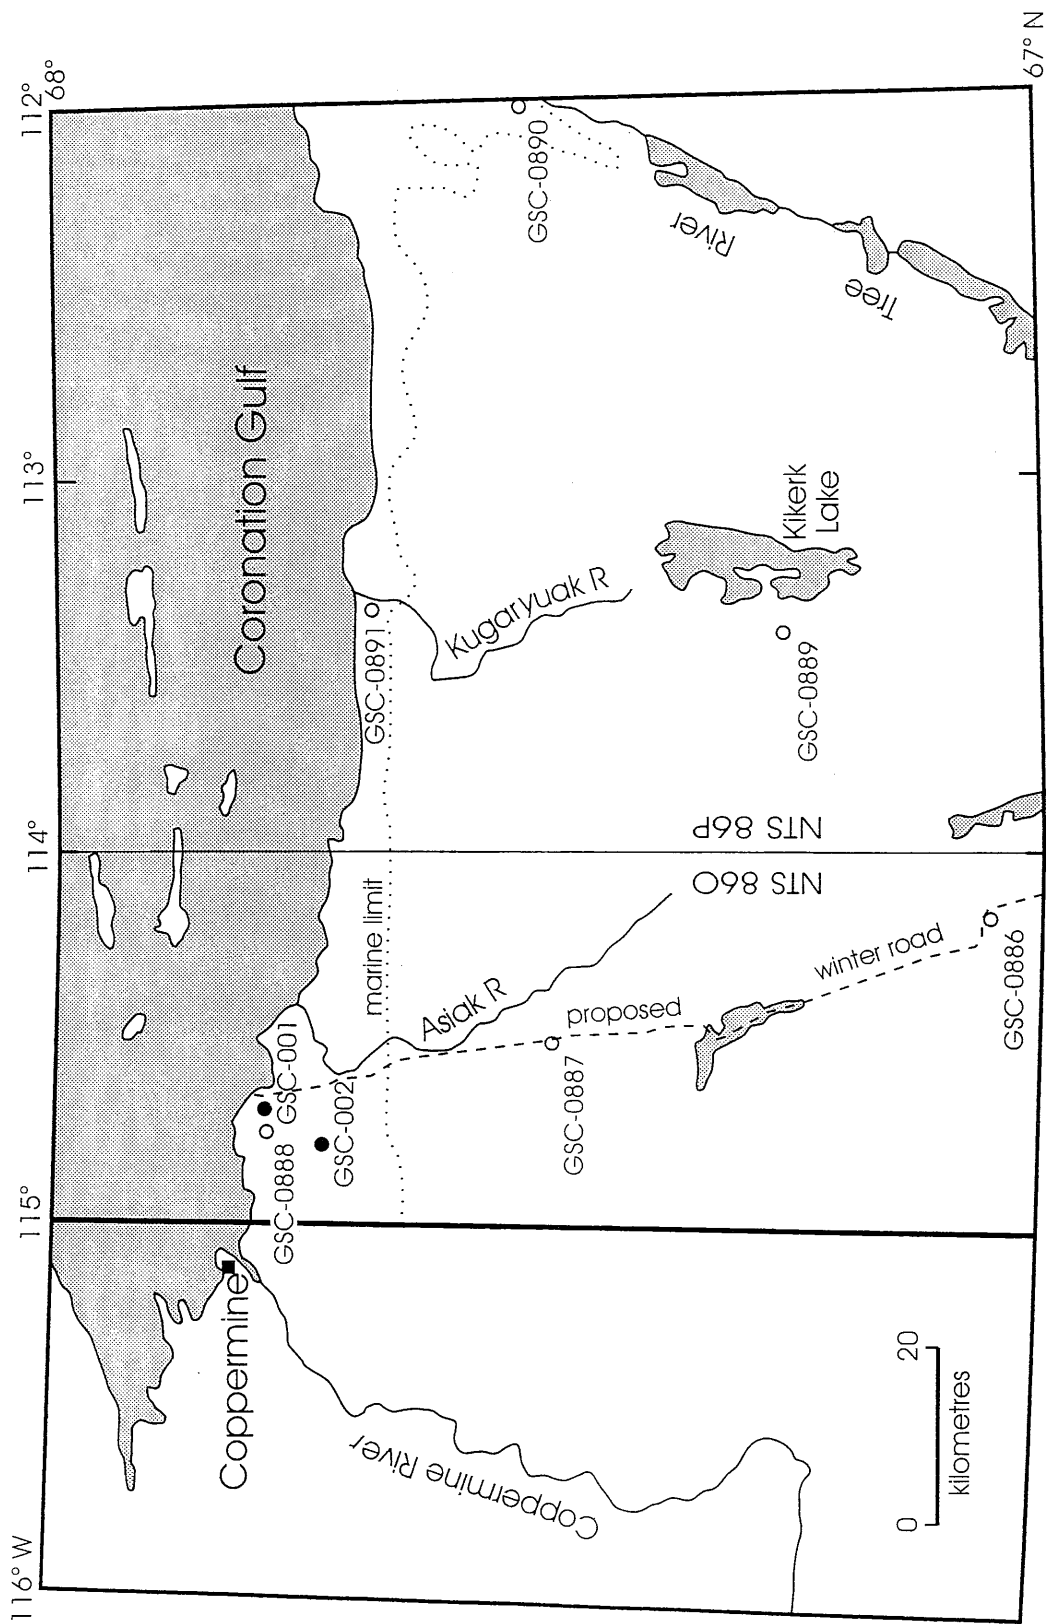 116° W
115°
114°
113°
112°
68°
67° N
Coronation Gulf
Coppermine
GSC-0888
GSC-001
GSC-002
GSC-0891
marine limit
Asiak R
Kugaryuak R
GSC-0890
Coppermine River
GSC-0887
proposed
winter road
NTS 86O
NTS 86P
GSC-0889
Kikerk
Lake
Tree
River
GSC-0886
0
20
kilometres